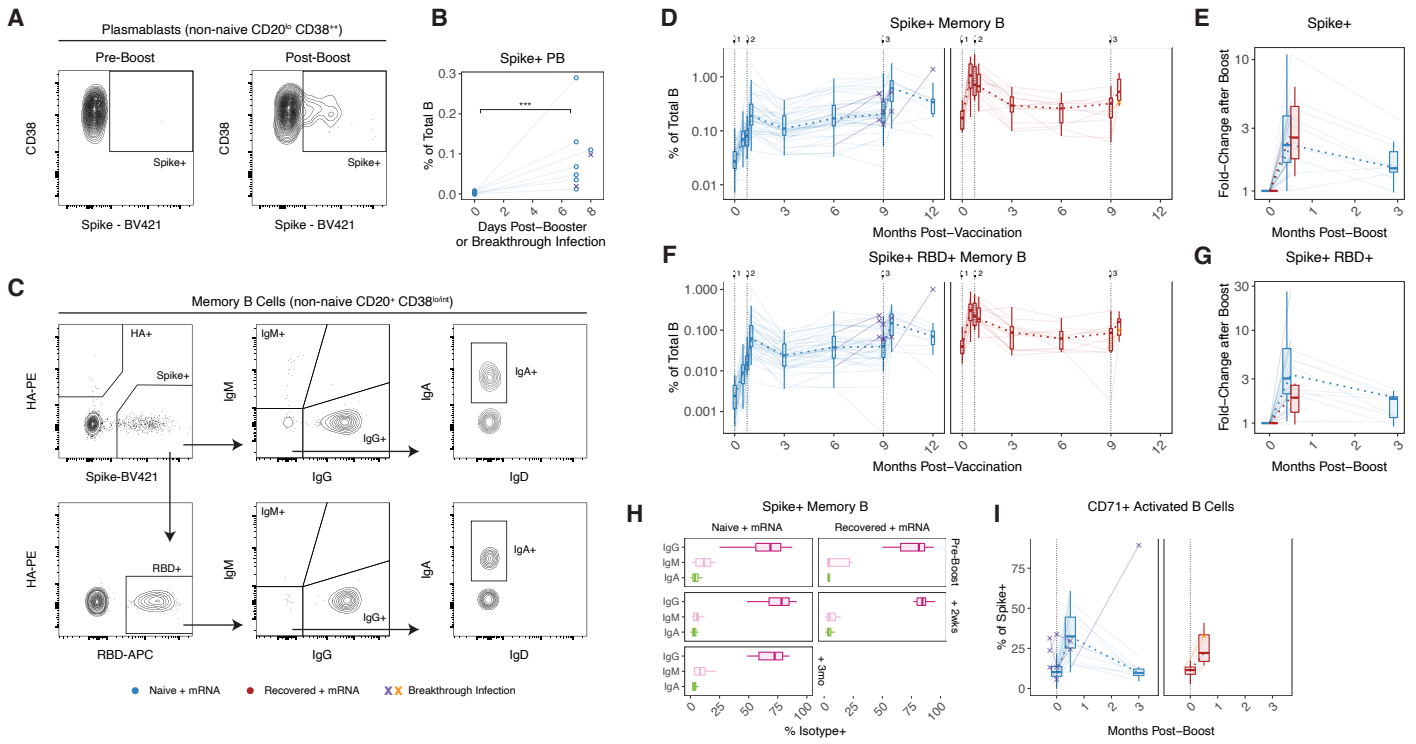 A
Plasmablasts (non-naive CD20lo CD38++)
Pre-Boost
Post-Boost
CD38
Spike+
Spike - BV421
CD38
Spike+
Spike - BV421
B
Spike+ PB
% of Total B
0.3
0.2
0.1
0.0
***
0 2 4 6 8
Days Post−Booster
or Breakthrough Infection
C
Memory B Cells (non-naive CD20+ CD38lo/int)
HA+
Spike+
HA-PE
Spike-BV421
IgM+
IgG+
IgM
IgG
IgA+
IgA
IgD
RBD+
HA-PE
RBD-APC
IgM+
IgG+
IgM
IgG
IgA+
IgA
IgD
Naive + mRNA
Recovered + mRNA
X X Breakthrough Infection
D
Spike+ Memory B
1 2 3 1 2 3
% of Total B
1.00
0.10
0.01
0 3 6 9 12 0 3 6 9 12
Months Post−Vaccination
E
Spike+
Fold−Change after Boost
10
3
1
0 1 2 3
Months Post−Boost
F
Spike+ RBD+ Memory B
1 2 3 1 2 3
% of Total B
1.000
0.100
0.010
0.001
0 3 6 9 12 0 3 6 9 12
Months Post−Vaccination
G
Spike+ RBD+
Fold−Change after Boost
30
10
3
1
0 1 2 3
Months Post−Boost
H
Spike+ Memory B
Naive + mRNA
Recovered + mRNA
IgG
IgM
IgA
Pre-Boost
IgG
IgM
IgA
+ 2wks
IgG
IgM
IgA
+ 3mo
0 25 50 75 100 0 25 50 75 100
% Isotype+
I
CD71+ Activated B Cells
% of Spike+
75
50
25
0
0 1 2 3 0 1 2 3
Months Post−Boost